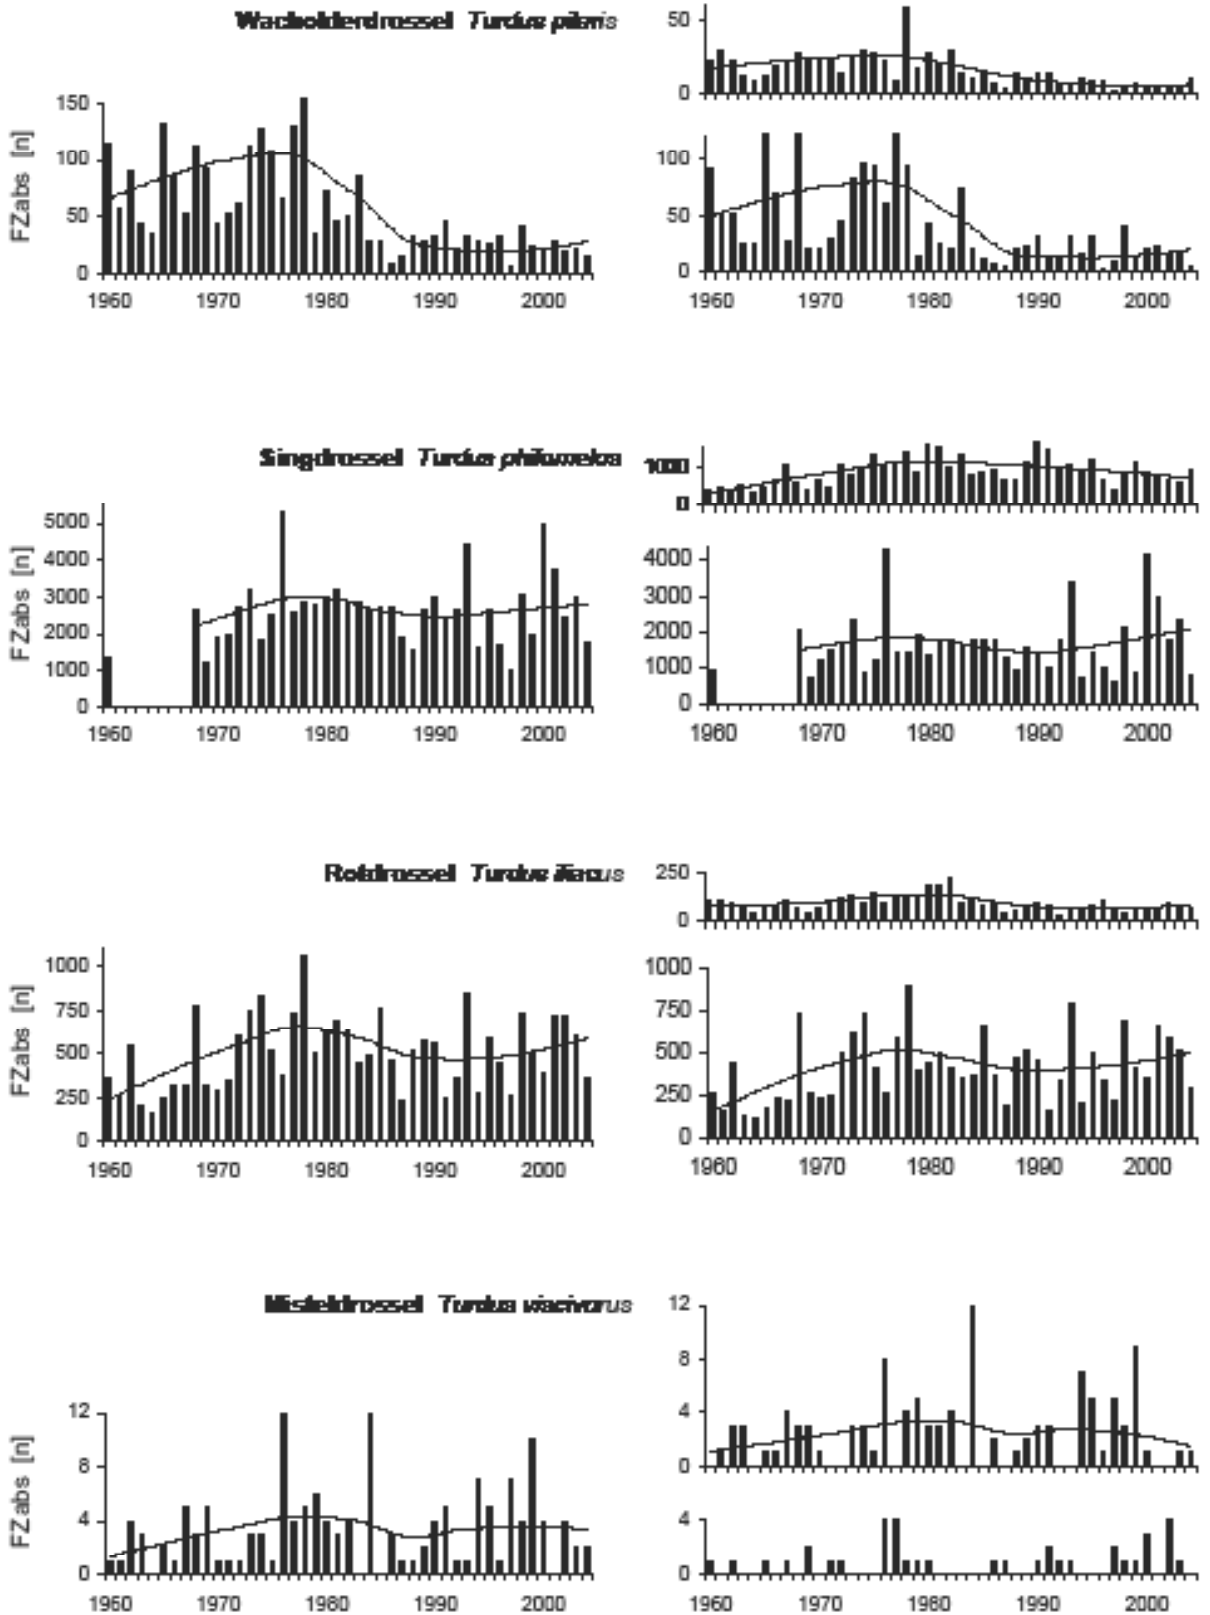 Wacholderdrossel Turdus pilaris
50
0
150
100
50
0
FZabs [n]
1960 1970 1980 1990 2000
100
50
0
1960 1970 1980 1990 2000
Singdrossel Turdus philomelos
1000
0
5000
4000
3000
2000
1000
0
FZabs [n]
1960 1970 1980 1990 2000
4000
3000
2000
1000
0
1960 1970 1980 1990 2000
Rotdrossel Turdus iliacus
250
0
1000
750
500
250
0
FZabs [n]
1960 1970 1980 1990 2000
1000
750
500
250
0
1960 1970 1980 1990 2000
Misteldrossel Turdus viscivorus
12
8
4
0
12
8
4
0
FZabs [n]
1960 1970 1980 1990 2000
4
0
1960 1970 1980 1990 2000